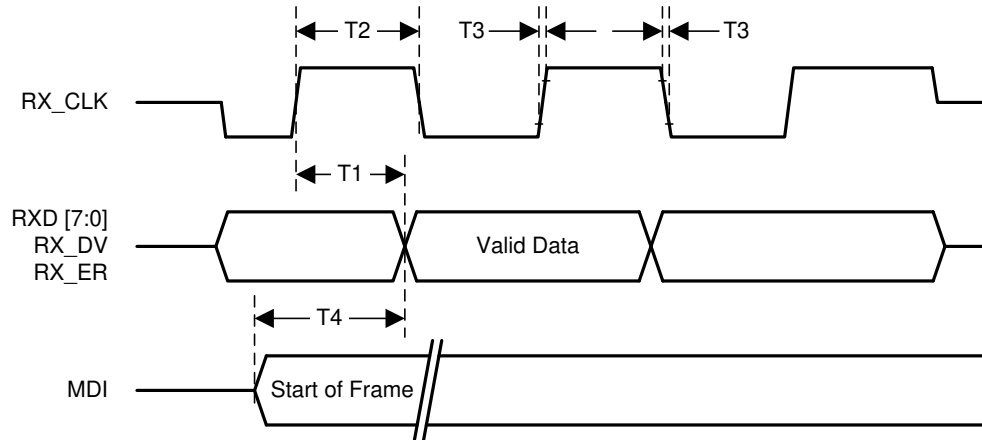 T2
T3
T3
RX_CLK
T1
RXD [7:0]
RX_DV
RX_ER
Valid Data
T4
MDI
Start of Frame